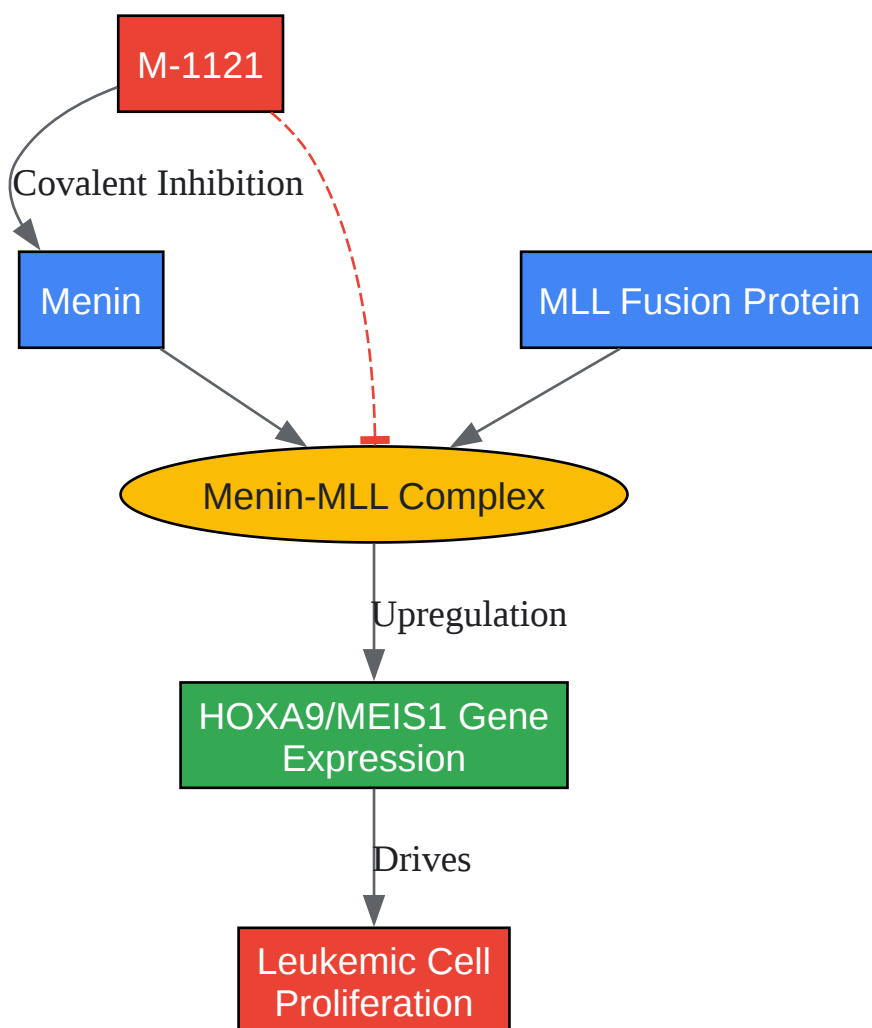 M-1121
Covalent Inhibition
Menin
MLL Fusion Protein
Menin-MLL Complex
Upregulation
HOXA9/MEIS1 Gene
Expression
Drives
Leukemic Cell
Proliferation